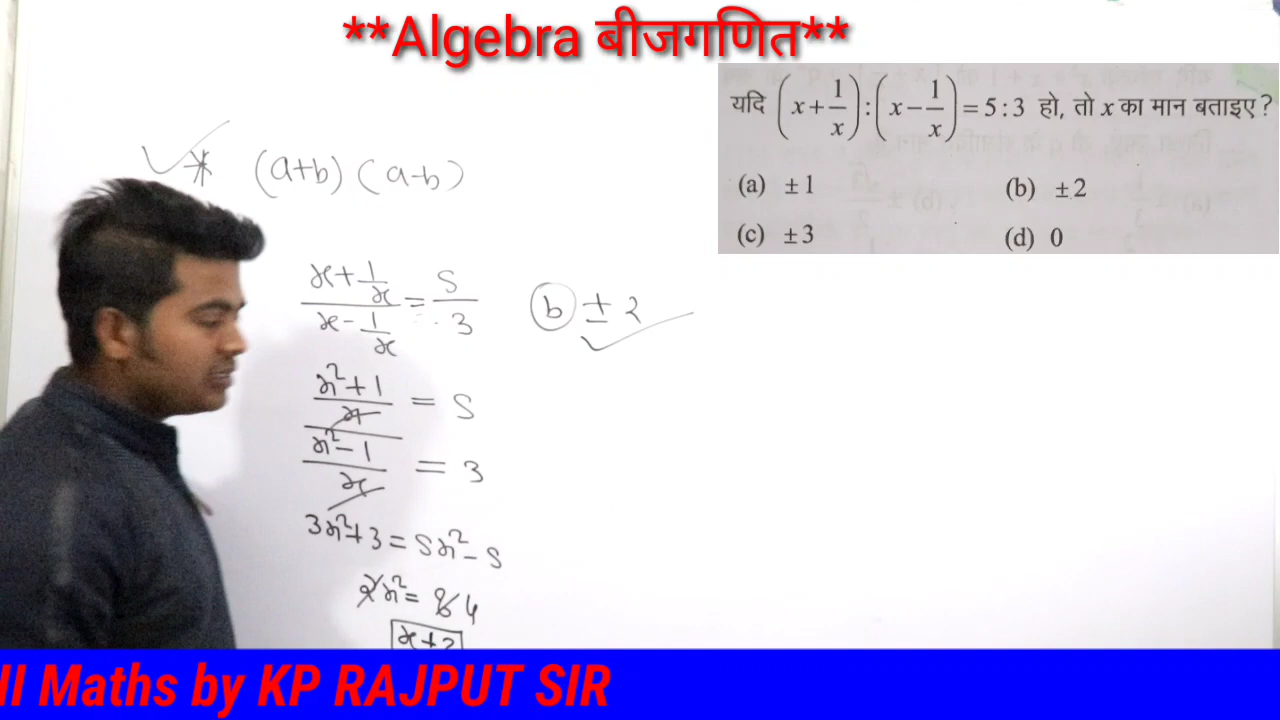 **Algebra बीजगणित**
यदि (x+1/x):(x−1/x)=5:3 हो, तो x का मान बताइए?
(a) ±1 (b) ±2
(c) ±3 (d) 0
* (a+b)(a-b)
(x+1/x)/(x-1/x) = 5/3
(b) ±2
(x²+1)/x = 5
(x²-1)/x = 3
3x²+3 = 5x²-5
2x² = 8 4
II Maths by KP RAJPUT SIR